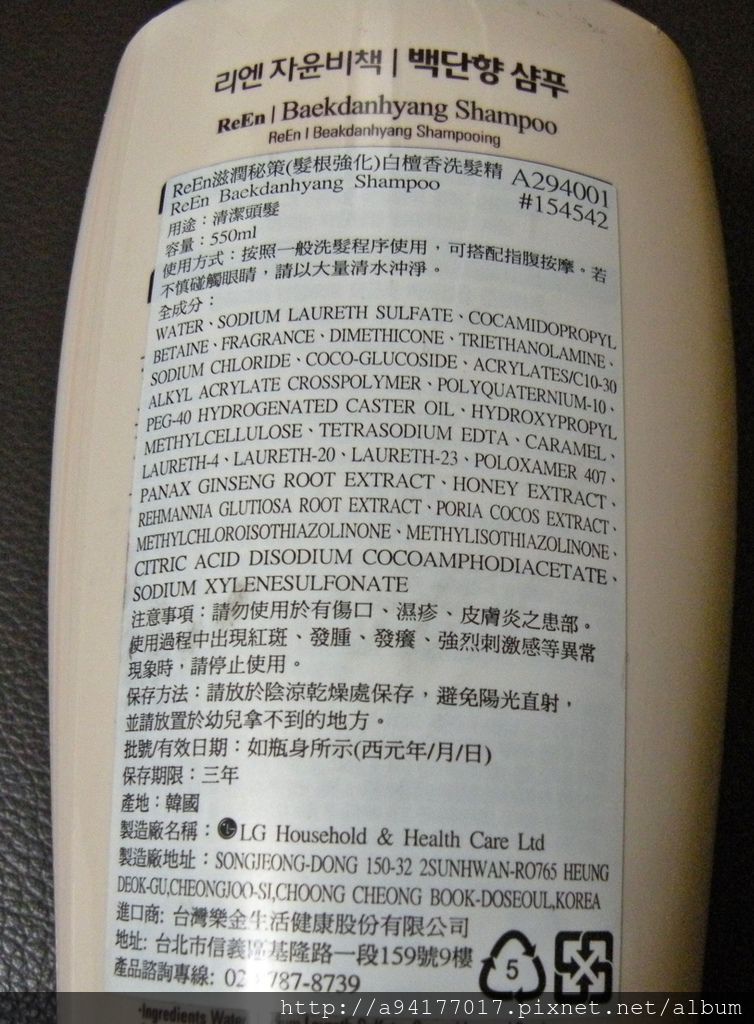 리엔 자윤비책 | 백단향 샴푸
ReEn | Baekdanhyang Shampoo
ReEn I Beakdanhyang Shampooing
ReEn滋潤秘策(髮根強化)白檀香洗髮精 A294001
ReEn Baekdanhyang Shampoo #154542
用途：清潔頭髮
容量：550ml
使用方式：按照一般洗髮程序使用，可搭配指腹按摩。若
不慎碰觸眼睛，請以大量清水沖淨。
全成分：
WATER、SODIUM LAURETH SULFATE、COCAMIDOPROPYL
BETAINE、FRAGRANCE、DIMETHICONE、TRIETHANOLAMINE、
SODIUM CHLORIDE、COCO-GLUCOSIDE、ACRYLATES/C10-30
ALKYL ACRYLATE CROSSPOLYMER、POLYQUATERNIUM-10、
PEG-40 HYDROGENATED CASTER OIL、HYDROXYPROPYL
METHYLCELLULOSE、TETRASODIUM EDTA、CARAMEL、
LAURETH-4、LAURETH-20、LAURETH-23、POLOXAMER 407、
PANAX GINSENG ROOT EXTRACT、HONEY EXTRACT、
REHMANNIA GLUTIOSA ROOT EXTRACT、PORIA COCOS EXTRACT、
METHYLCHLOROISOTHIAZOLINONE、METHYLISOTHIAZOLINONE、
CITRIC ACID DISODIUM COCOAMPHODIACETATE、
SODIUM XYLENESULFONATE
注意事項：請勿使用於有傷口、濕疹、皮膚炎之患部。
使用過程中出現紅斑、發腫、發癢、強烈刺激感等異常
現象時，請停止使用。
保存方法：請放於陰涼乾燥處保存，避免陽光直射，
並請放置於幼兒拿不到的地方。
批號/有效日期：如瓶身所示(西元年/月/日)
保存期限：三年
產地：韓國
製造廠名稱：LG Household & Health Care Ltd
製造廠地址：SONGJEONG-DONG 150-32 2SUNHWAN-RO765 HEUNG
DEOK-GU,CHEONGJOO-SI,CHOONG CHEONG BOOK-DOSEOUL,KOREA
進口商: 台灣樂金生活健康股份有限公司
地址: 台北市信義區基隆路一段159號9樓
產品諮詢專線: 02 787-8739
5
·Ingredients Water
http://a94177017.pixnet.net/album